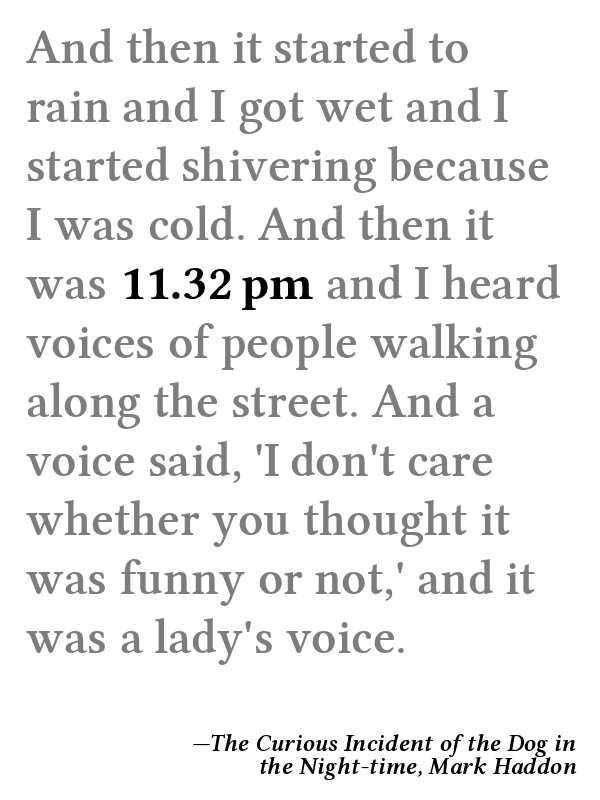 And then it started to
rain and I got wet and I
started shivering because
I was cold. And then it
was 11.32 pm and I heard
voices of people walking
along the street. And a
voice said, 'I don't care
whether you thought it
was funny or not,' and it
was a lady's voice.
—The Curious Incident of the Dog in
the Night-time, Mark Haddon